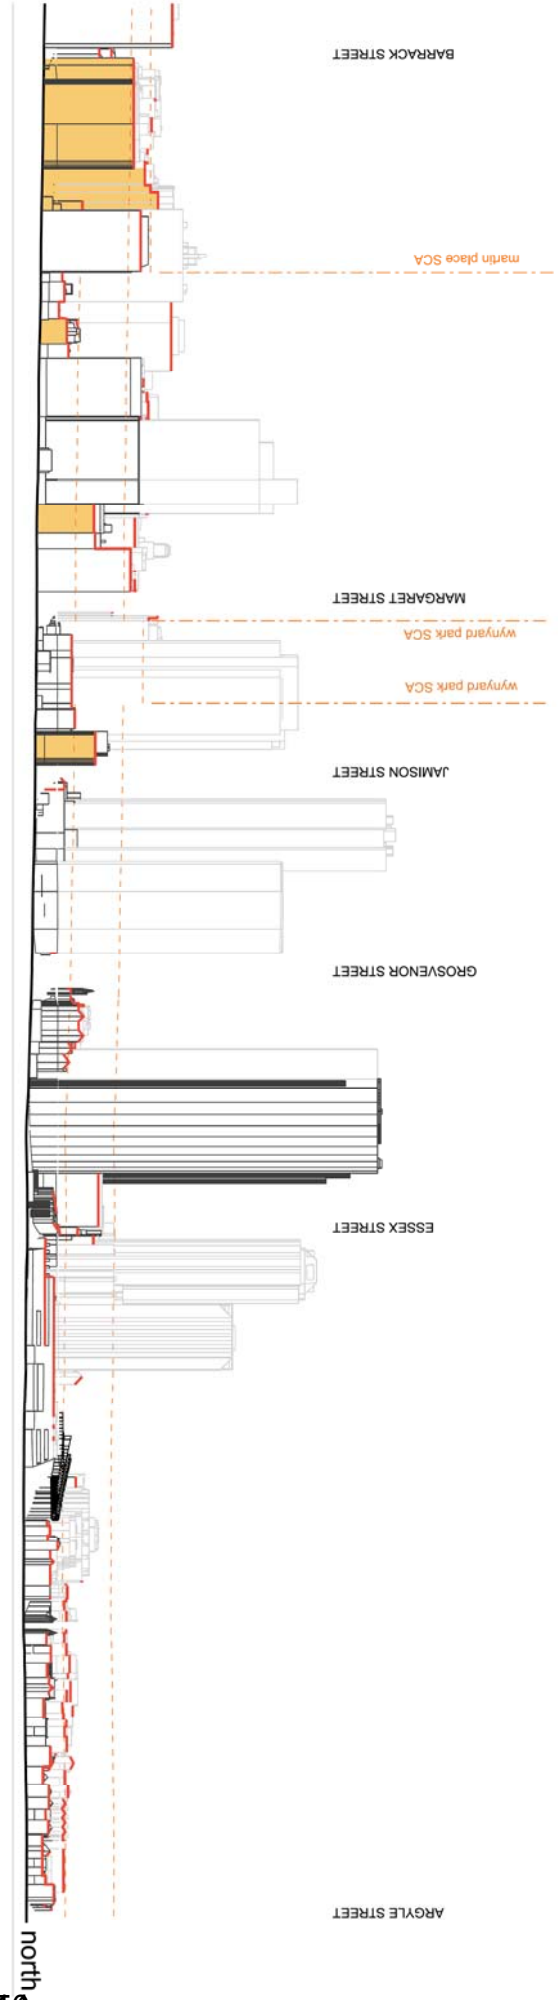 BARRACK STREET
martin place SCA
MARGARET STREET
wynyard park SCA
wynyard park SCA
JAMISON STREET
GROSVENOR STREET
ESSEX STREET
ARGYLE STREET
north